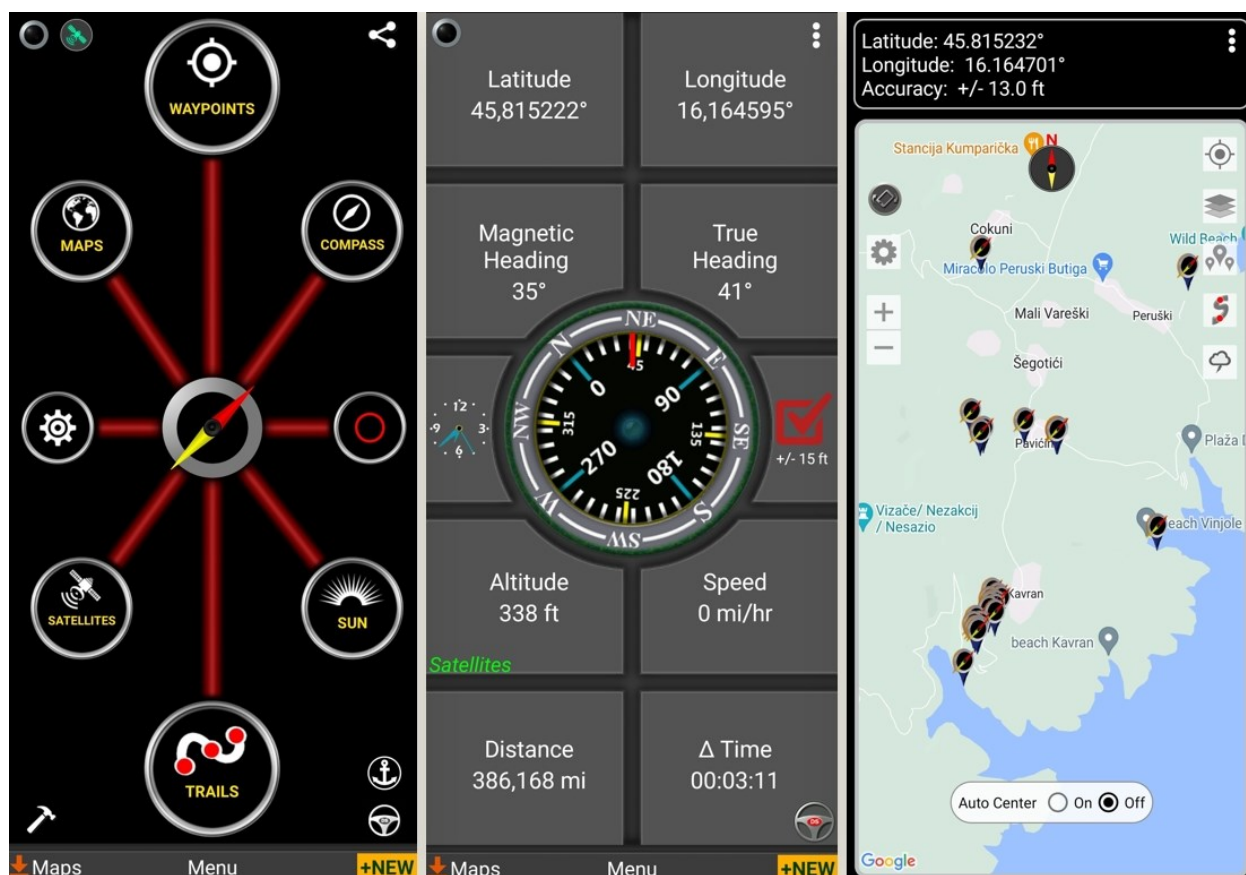 WAYPOINTS
MAPS
COMPASS
SATELLITES
SUN
TRAILS
Maps
Menu
+NEW
Latitude
45,815222°
Longitude
16,164595°
Magnetic
Heading
35°
True
Heading
41°
N
NE
E
SE
S
SW
W
NW
0
45
90
135
180
225
270
315
12
3
6
9
+/- 15 ft
Altitude
338 ft
Speed
0 mi/hr
Satellites
Distance
386,168 mi
Δ Time
00:03:11
Maps
Menu
+NEW
Latitude: 45.815232°
Longitude: 16.164701°
Accuracy: +/- 13.0 ft
Stancija Kumparička
N
Cokuni
Wild Beach
Miracolo Peruski Butiga
Mali Vareški
Peruški
Šegotići
Plaža
Vizače/ Nezakcij
/ Nesazio
each Vinjole
Kavran
beach Kavran
Auto Center On Off
Google